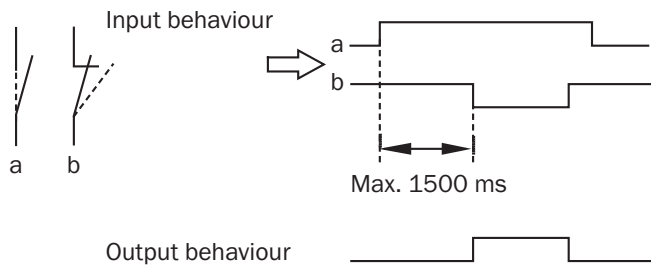 Input behaviour
a
b
a b
Max. 1500 ms
Output behaviour